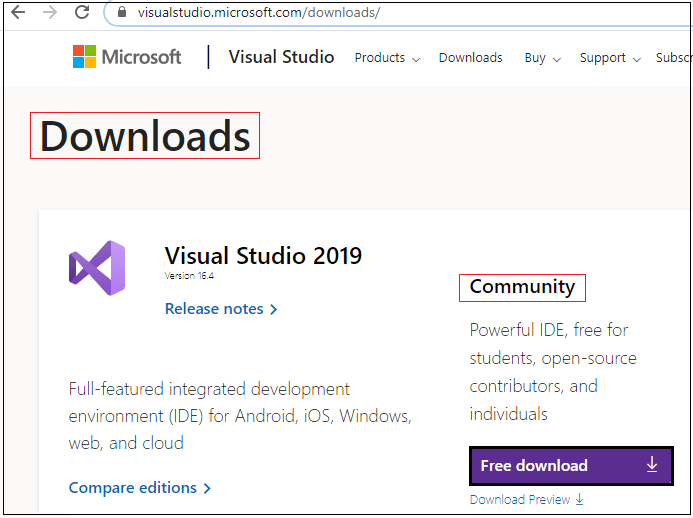 visualstudio.microsoft.com/downloads/
Microsoft Visual Studio Products Downloads Buy Support Subscr
Downloads
Visual Studio 2019
Version 16.4
Release notes
Full-featured integrated development
environment (IDE) for Android, iOS, Windows,
web, and cloud
Compare editions
Community
Powerful IDE, free for
students, open-source
contributors, and
individuals
Free download
Download Preview